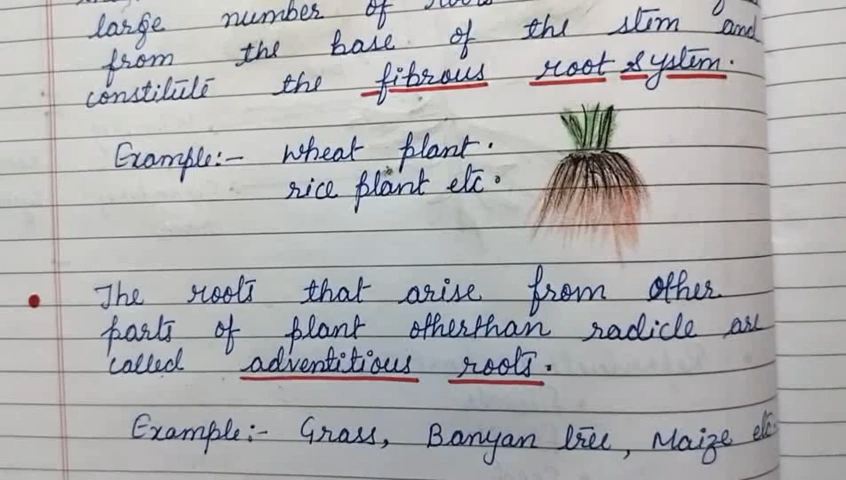 large number of roots
from the base of the stem and
constitute the fibrous root system.
Example:- wheat plant.
rice plant etc.
The roots that arise from other
parts of plant otherthan radicle are
called adventitious roots.
Example:- Grass, Banyan tree, Maize etc.